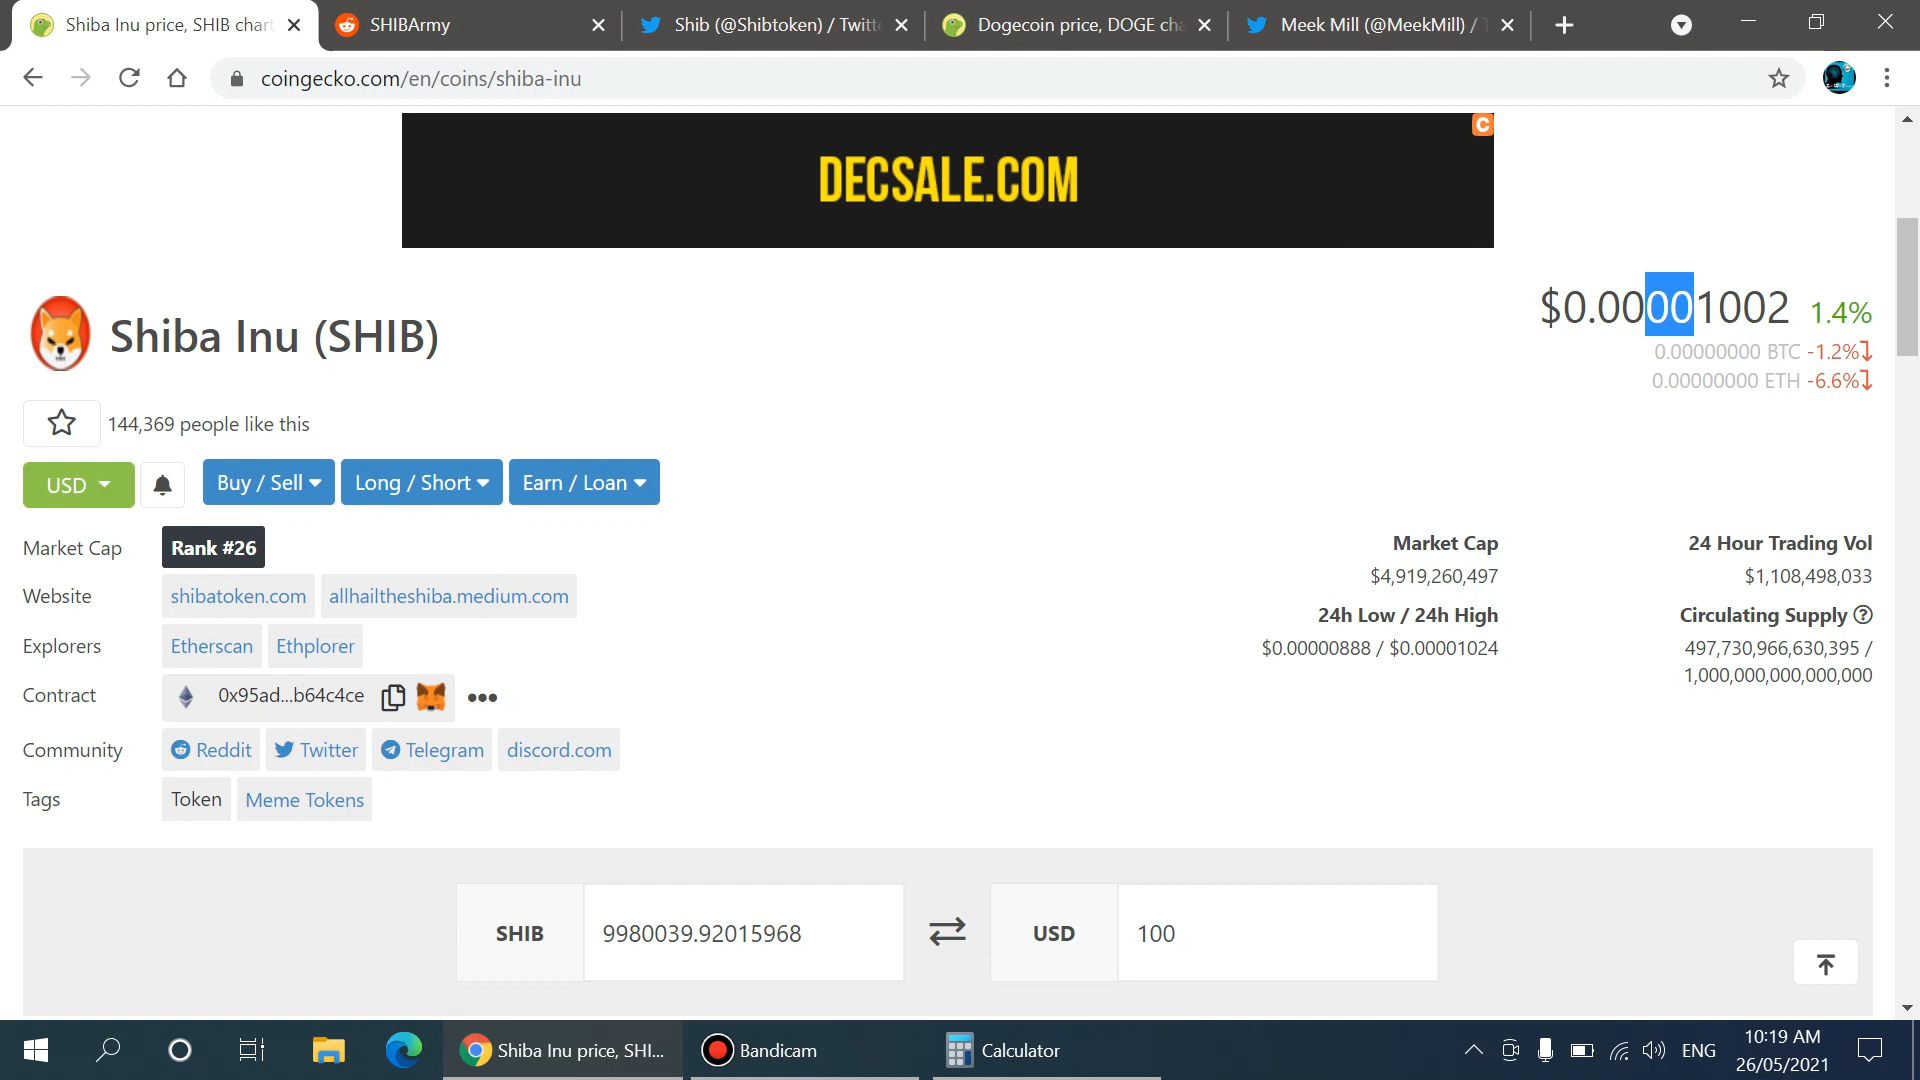 Shiba Inu price, SHIB chart
SHIBArmy
Shib (@Shibtoken) / Twitte
Dogecoin price, DOGE cha
Meek Mill (@MeekMill) /
coingecko.com/en/coins/shiba-inu
C
DECSALE.COM
Shiba Inu (SHIB)
$0.00001002 1.4%
0.00000000 BTC -1.2%
0.00000000 ETH -6.6%
144,369 people like this
USD
Buy / Sell
Long / Short
Earn / Loan
Market Cap
Rank #26
Website
shibatoken.com
allhailtheshiba.medium.com
Explorers
Etherscan
Ethplorer
Contract
0x95ad...b64c4ce
Community
Reddit
Twitter
Telegram
discord.com
Tags
Token
Meme Tokens
Market Cap
$4,919,260,497
24 Hour Trading Vol
$1,108,498,033
24h Low / 24h High
$0.00000888 / $0.00001024
Circulating Supply ?
497,730,966,630,395 /
1,000,000,000,000,000
SHIB
9980039.92015968
USD
100
Shiba Inu price, SHI...
Bandicam
Calculator
ENG
10:19 AM
26/05/2021